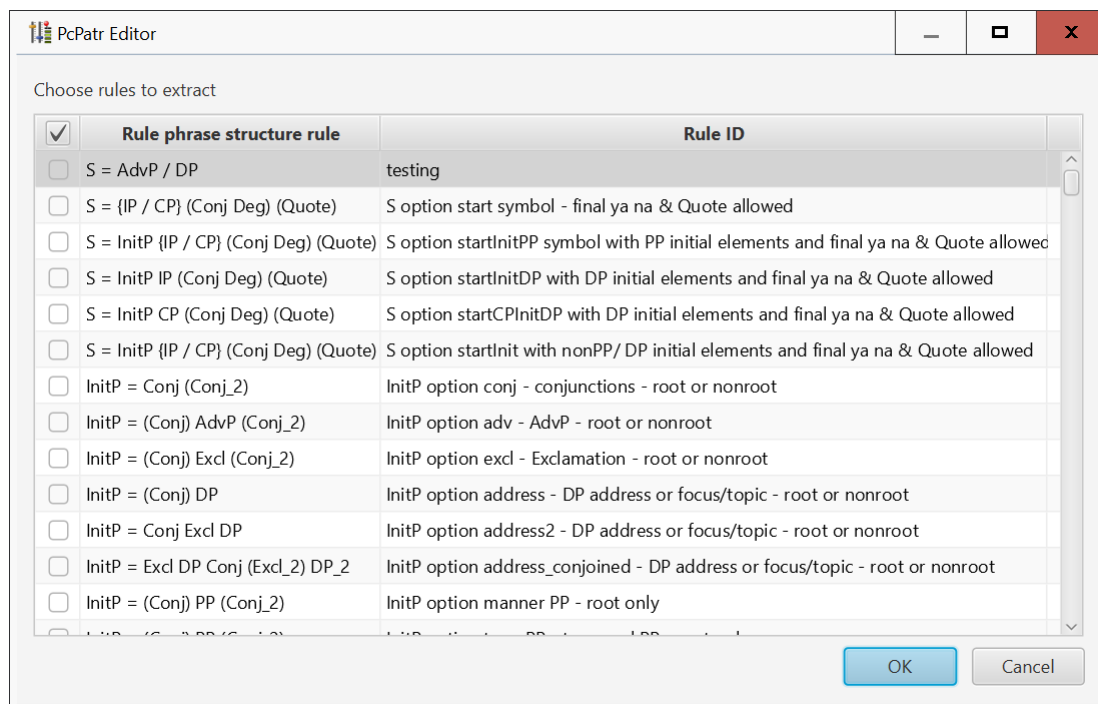 PcPatr Editor
Choose rules to extract
Rule phrase structure rule Rule ID
S = AdvP / DP testing
S = {IP / CP} (Conj Deg) (Quote) S option start symbol - final ya na & Quote allowed
S = InitP {IP / CP} (Conj Deg) (Quote) S option startInitPP symbol with PP initial elements and final ya na & Quote allowed
S = InitP IP (Conj Deg) (Quote) S option startInitDP with DP initial elements and final ya na & Quote allowed
S = InitP CP (Conj Deg) (Quote) S option startCPInitDP with DP initial elements and final ya na & Quote allowed
S = InitP {IP / CP} (Conj Deg) (Quote) S option startInit with nonPP/ DP initial elements and final ya na & Quote allowed
InitP = Conj (Conj_2) InitP option conj - conjunctions - root or nonroot
InitP = (Conj) AdvP (Conj_2) InitP option adv - AdvP - root or nonroot
InitP = (Conj) Excl (Conj_2) InitP option excl - Exclamation - root or nonroot
InitP = (Conj) DP InitP option address - DP address or focus/topic - root or nonroot
InitP = Conj Excl DP InitP option address2 - DP address or focus/topic - root or nonroot
InitP = Excl DP Conj (Excl_2) DP_2 InitP option address_conjoined - DP address or focus/topic - root or nonroot
InitP = (Conj) PP (Conj_2) InitP option manner PP - root only
OK Cancel